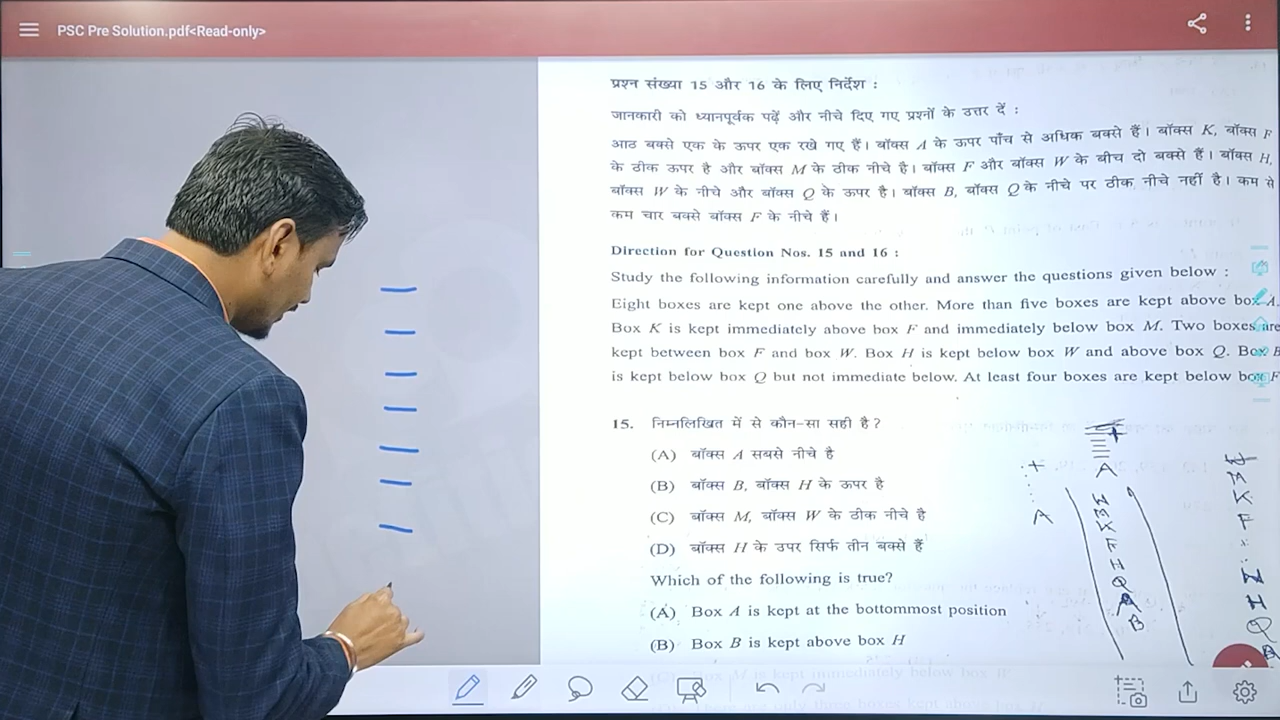 PSC Pre Solution.pdf<Read-only>
प्रश्न संख्या 15 और 16 के लिए निर्देश :
जानकारी को ध्यानपूर्वक पढ़ें और नीचे दिए गए प्रश्नों के उत्तर दें :
आठ बक्से एक के ऊपर एक रखे गए हैं। बॉक्स A के ऊपर पाँच से अधिक बक्से हैं। बॉक्स K, बॉक्स F
के ठीक ऊपर है और बॉक्स M के ठीक नीचे है। बॉक्स F और बॉक्स W के बीच दो बक्से हैं। बॉक्स H,
बॉक्स W के नीचे और बॉक्स Q के ऊपर है। बॉक्स B, बॉक्स Q के नीचे पर ठीक नीचे नहीं है। कम से
कम चार बक्से बॉक्स F के नीचे हैं।
Direction for Question Nos. 15 and 16 :
Study the following information carefully and answer the questions given below :
Eight boxes are kept one above the other. More than five boxes are kept above box A.
Box K is kept immediately above box F and immediately below box M. Two boxes are
kept between box F and box W. Box H is kept below box W and above box Q. Box B
is kept below box Q but not immediate below. At least four boxes are kept below box F
15. निम्नलिखित में से कौन-सा सही है ?
(A) बॉक्स A सबसे नीचे है
(B) बॉक्स B, बॉक्स H के ऊपर है
(C) बॉक्स M, बॉक्स W के ठीक नीचे है
(D) बॉक्स H के उपर सिर्फ तीन बक्से हैं
Which of the following is true?
(A) Box A is kept at the bottommost position
(B) Box B is kept above box H
A
A
W
M
K
F
H
Q
A
B
W
M
K
F
W
H
Q